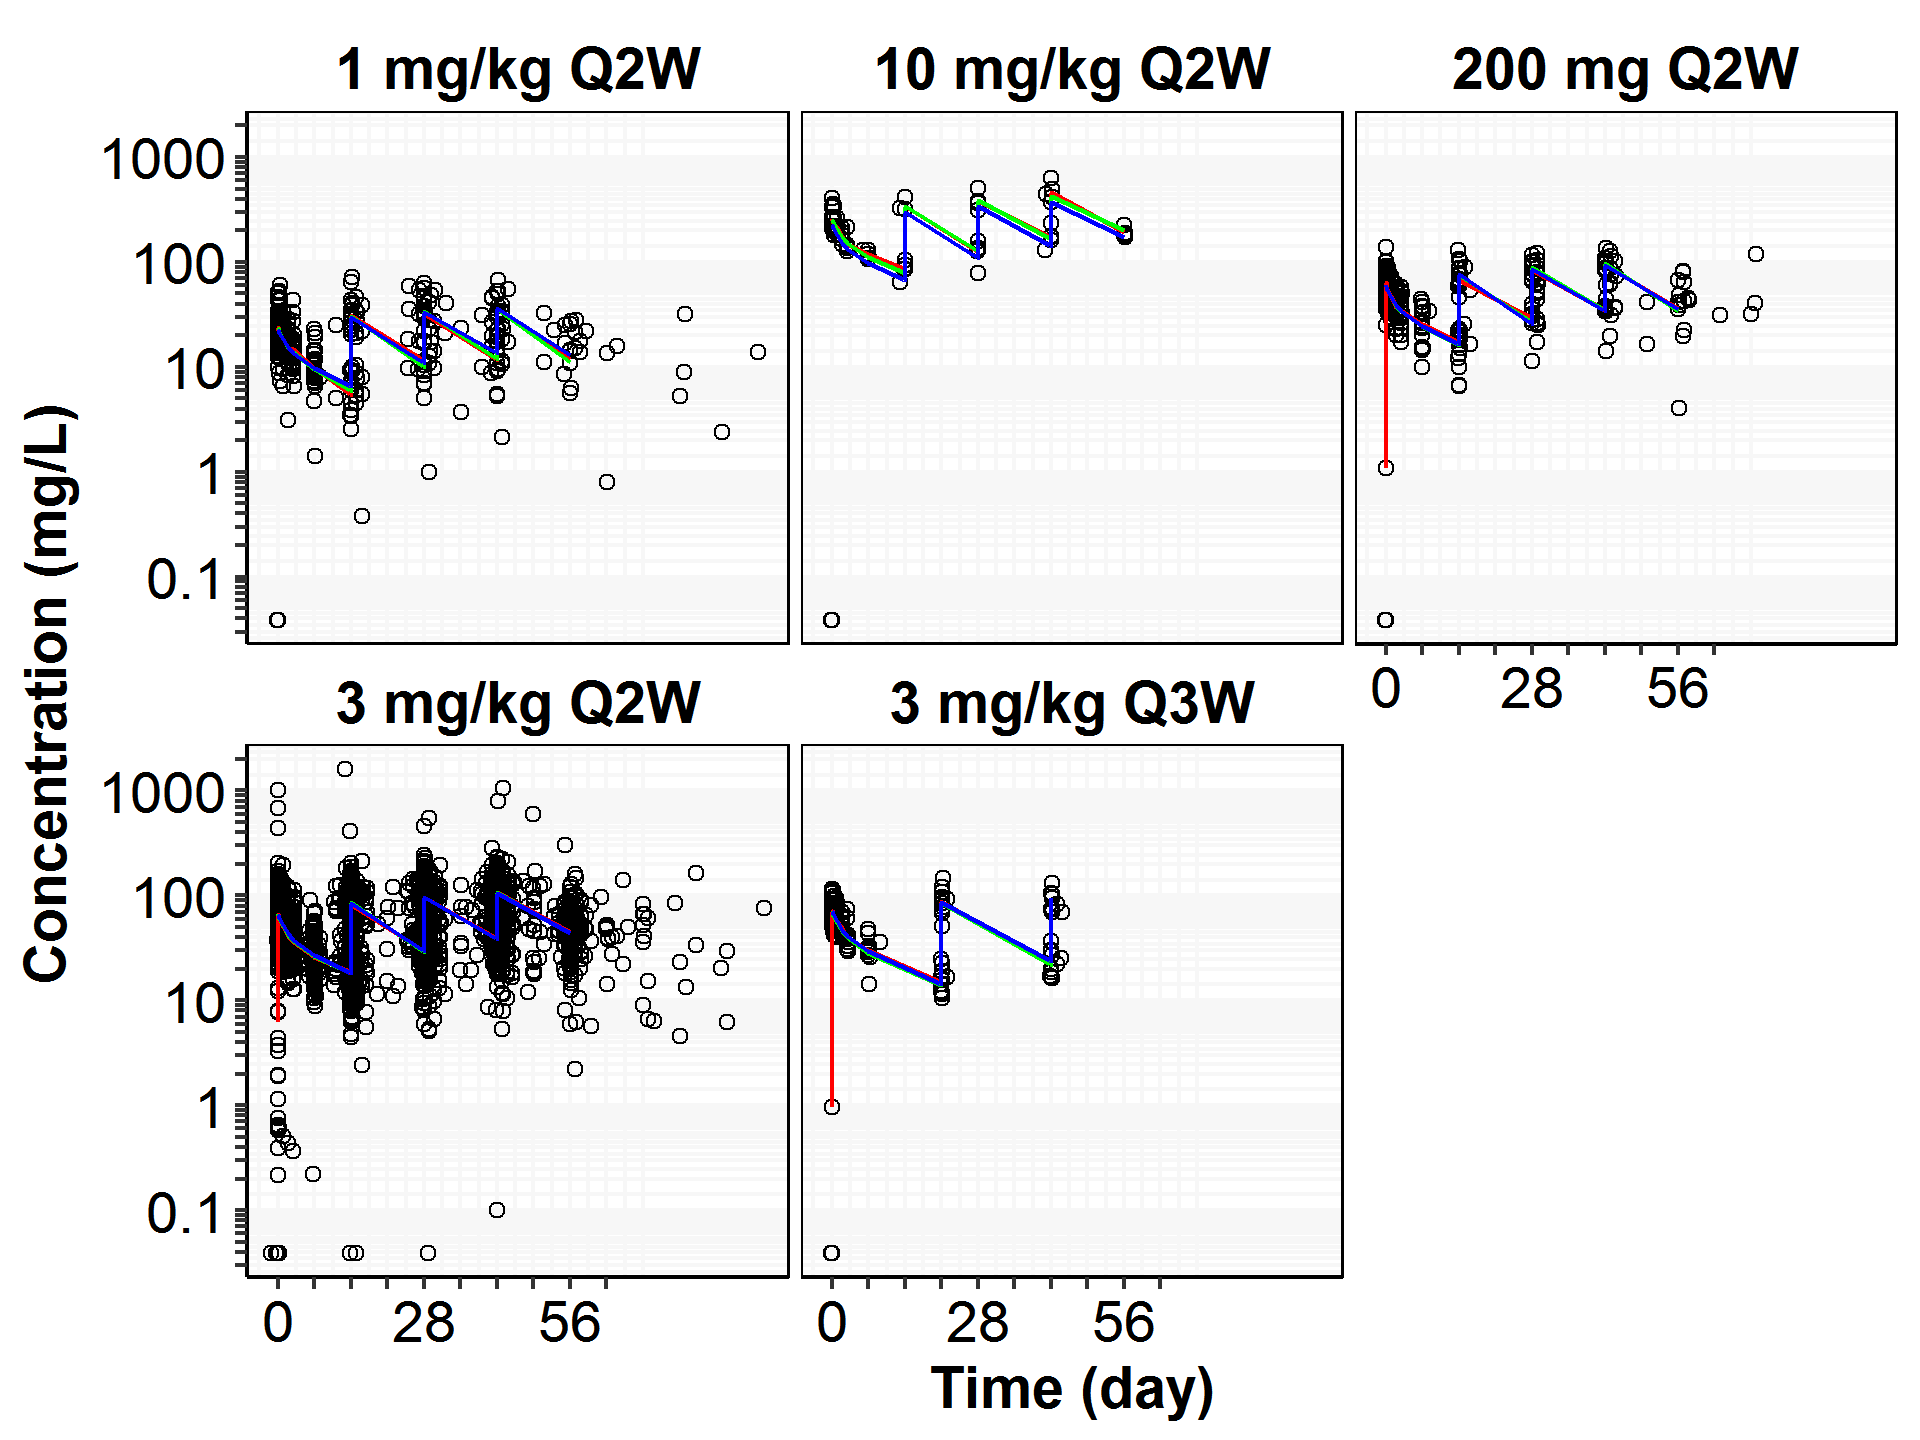 1 mg/kg Q2W
10 mg/kg Q2W
200 mg Q2W
1000
100
10
1
0.1
0 28 56
3 mg/kg Q2W
3 mg/kg Q3W
1000
100
10
1
0.1
0 28 56
0 28 56
Concentration (mg/L)
Time (day)